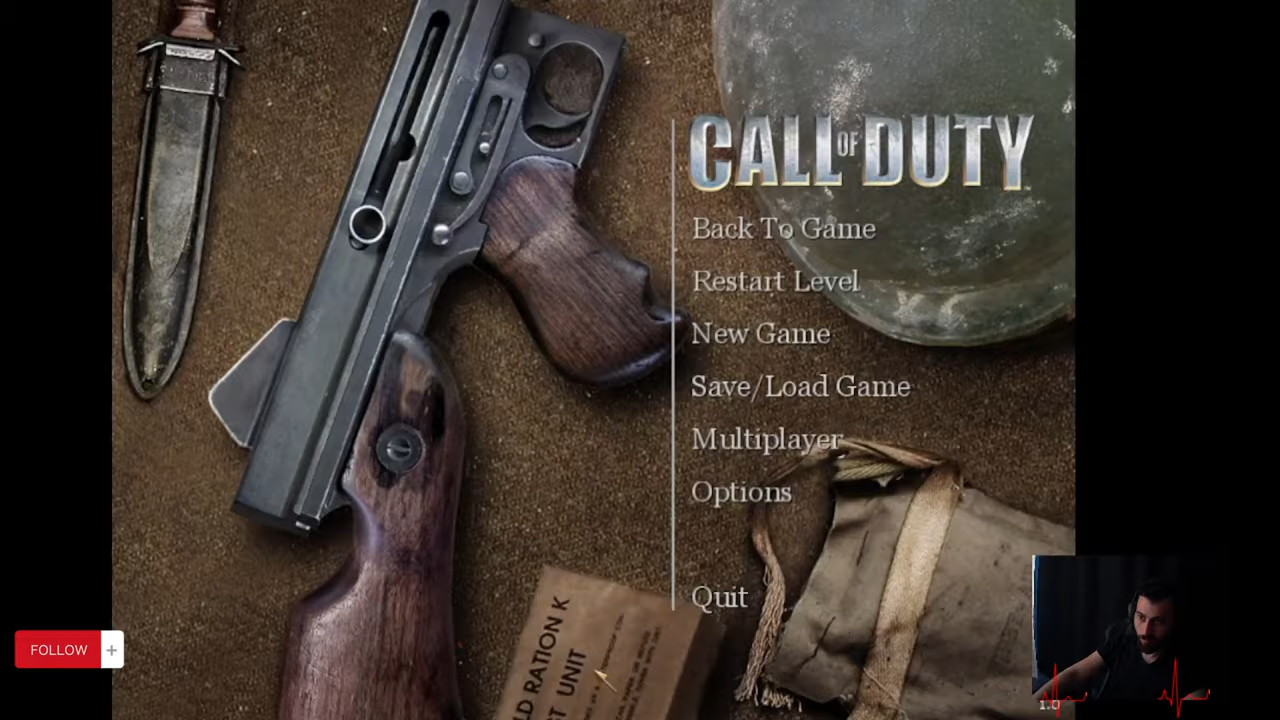 CALL OF DUTY
Back To Game
Restart Level
New Game
Save/Load Game
Multiplayer
Options
Quit
RATION K
UNIT
FOLLOW +